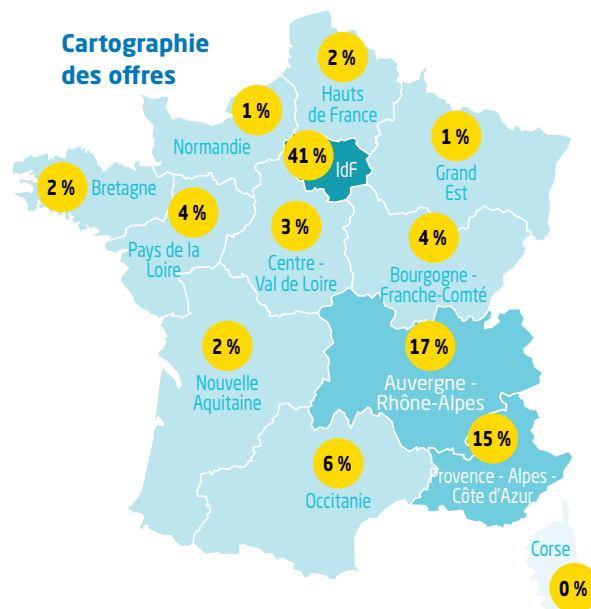 Cartographie
des offres
2 %
Hauts
de France
1 %
Normandie
41 %
IdF
1 %
Grand
Est
2 %
Bretagne
4 %
Pays de la
Loire
3 %
Centre -
Val de Loire
4 %
Bourgogne -
Franche-Comté
2 %
Nouvelle
Aquitaine
17 %
Auvergne -
Rhône-Alpes
15 %
Provence - Alpes -
Côte d'Azur
6 %
Occitanie
Corse
0 %